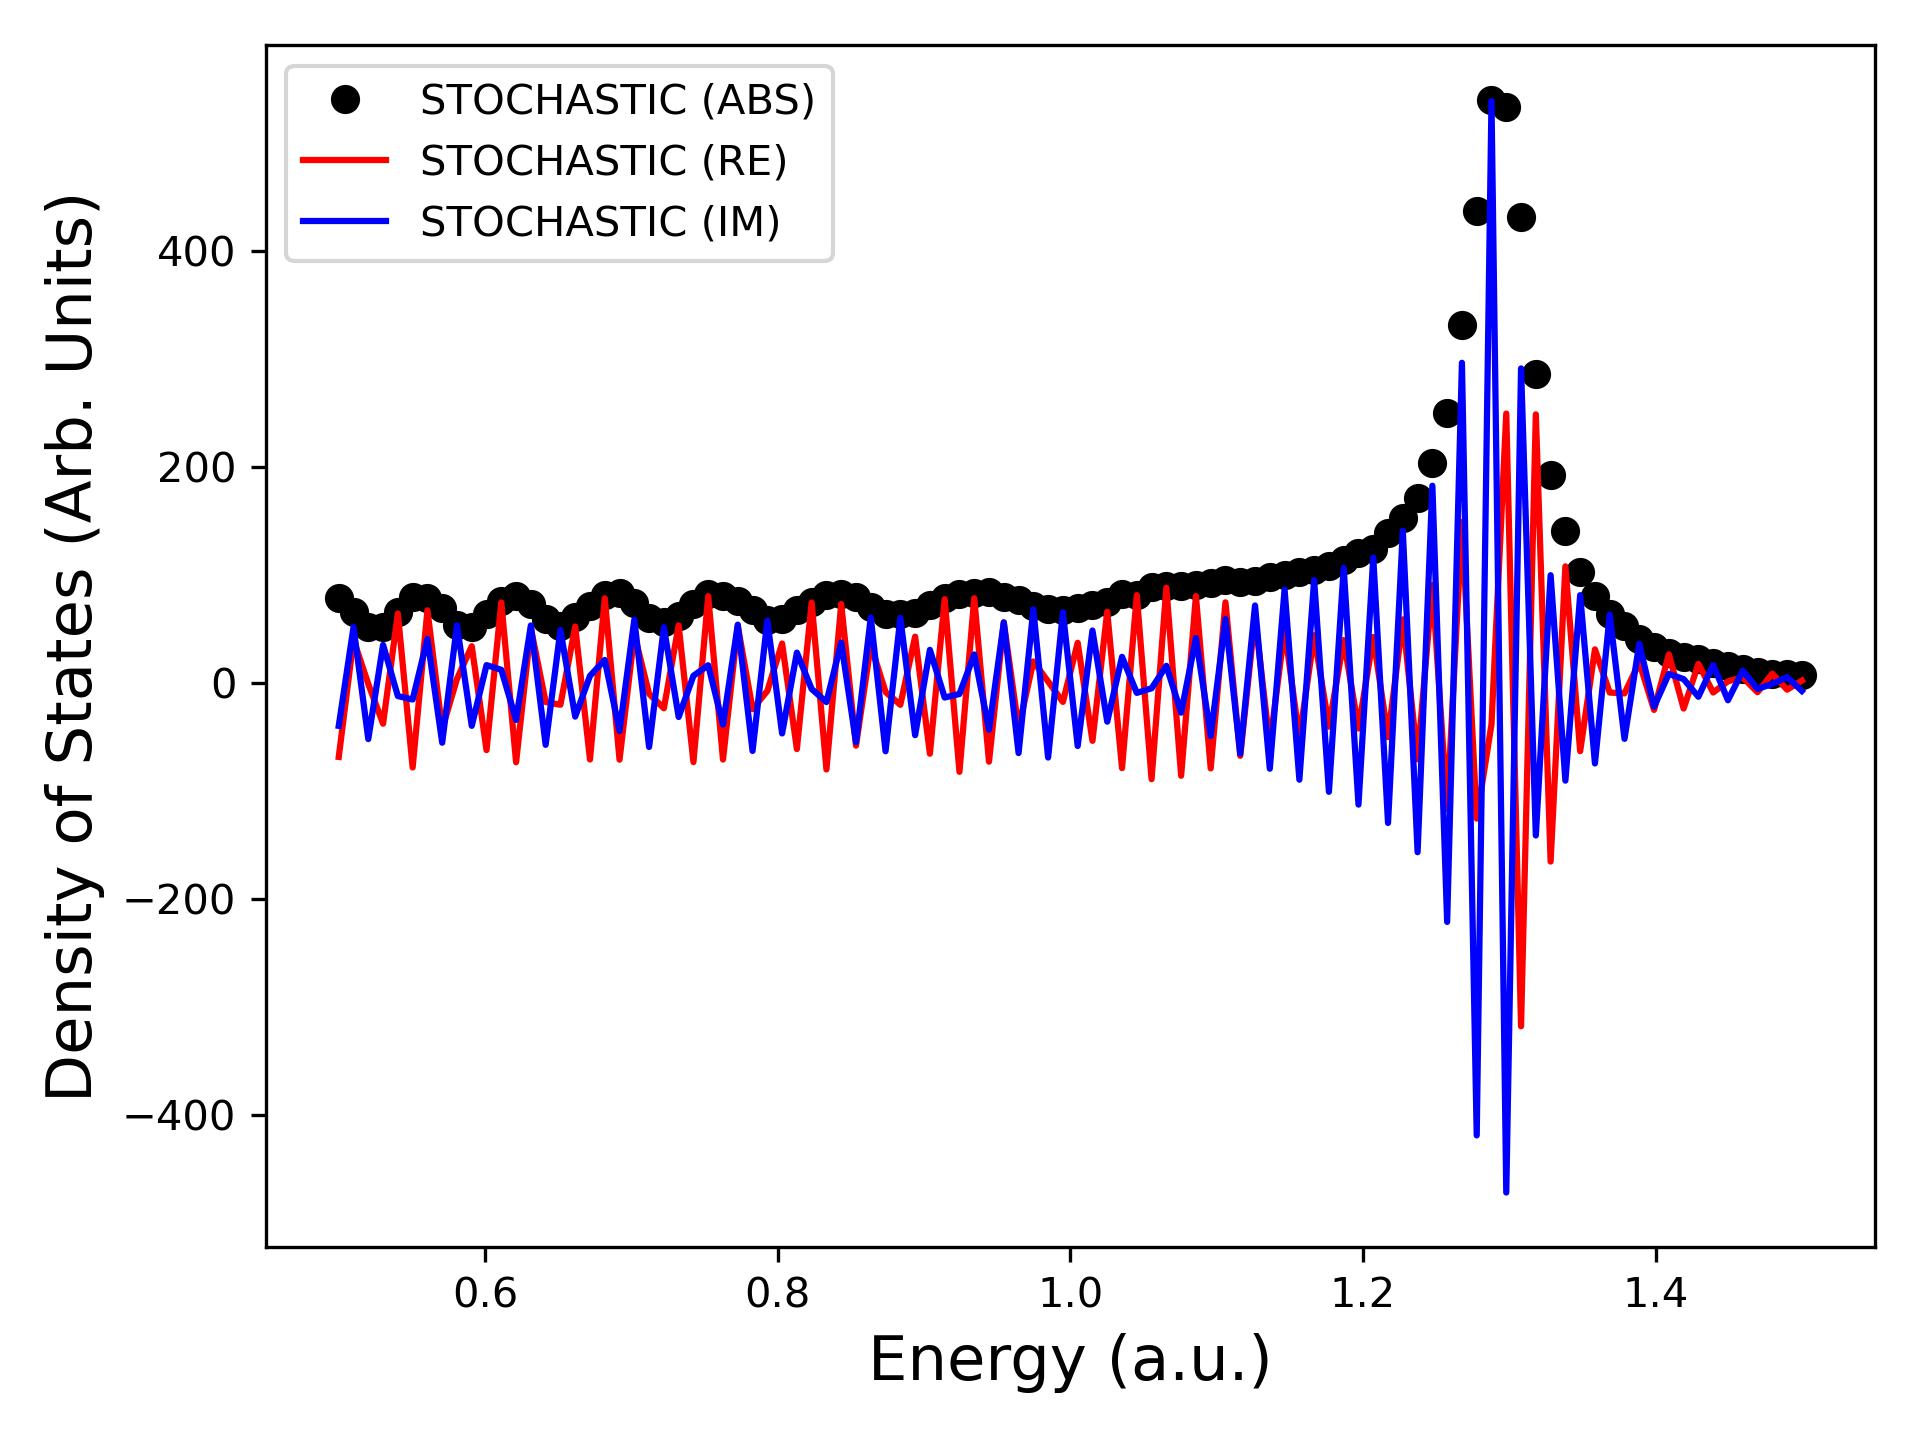 STOCHASTIC (ABS)
STOCHASTIC (RE)
STOCHASTIC (IM)
Density of States (Arb. Units)
400
200
0
−200
−400
0.6
0.8
1.0
1.2
1.4
Energy (a.u.)